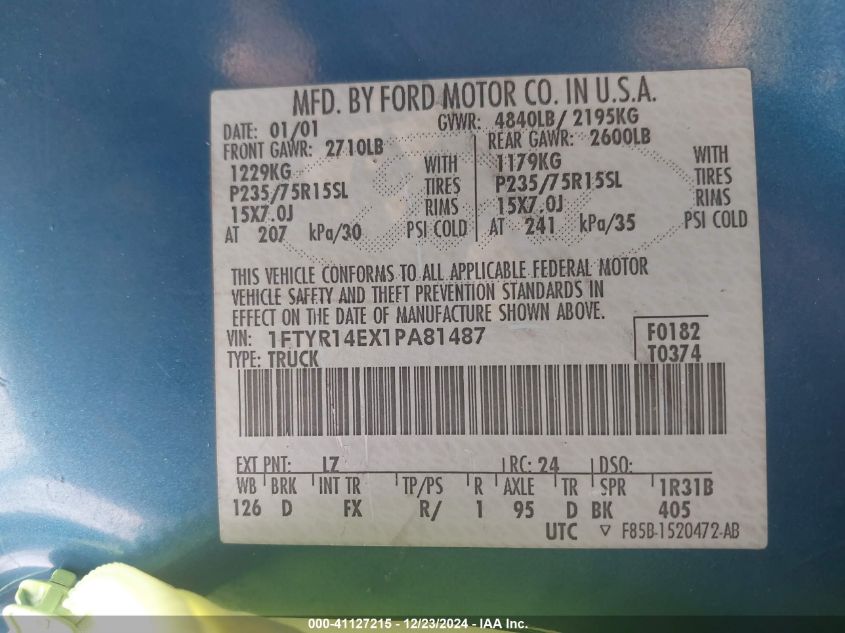 MFD. BY FORD MOTOR CO. IN U.S.A.
DATE: 01/01 GVWR: 4840LB/ 2195KG
FRONT GAWR: 2710LB REAR GAWR: 2600LB
1229KG WITH 1179KG WITH
P235/75R15SL TIRES P235/75R15SL TIRES
15X7.0J RIMS 15X7.0J RIMS
AT 207 kPa/30 PSI COLD AT 241 kPa/35 PSI COLD
THIS VEHICLE CONFORMS TO ALL APPLICABLE FEDERAL MOTOR
VEHICLE SAFETY AND THEFT PREVENTION STANDARDS IN
EFFECT ON THE DATE OF MANUFACTURE SHOWN ABOVE.
VIN: 1FTYR14EX1PA81487 F0182
TYPE: TRUCK T0374
EXT PNT: LZ RC: 24 DSO:
WB BRK INT TR TP/PS R AXLE TR SPR 1R31B
126 D FX R/ 1 95 D BK 405
UTC ▽ F85B-1520472-AB
000-41127215 - 12/23/2024 - IAA Inc.